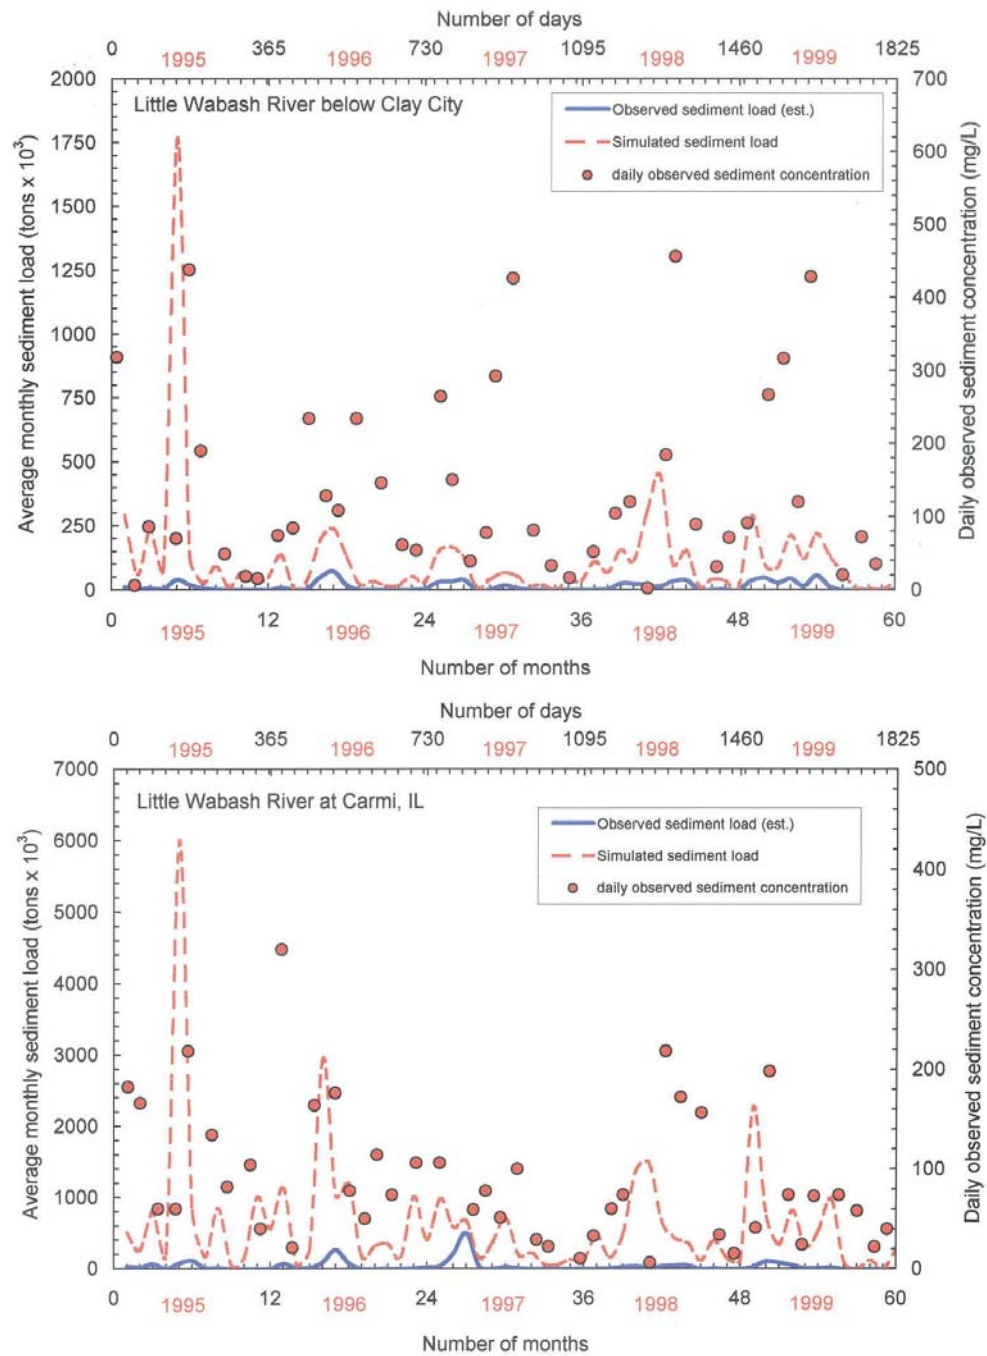 Number of days
0 365 730 1095 1460 1825
1995 1996 1997 1998 1999
Little Wabash River below Clay City
Observed sediment load (est.)
Simulated sediment load
daily observed sediment concentration
Average monthly sediment load (tons x 10³)
2000
1750
1500
1250
1000
750
500
250
0
Daily observed sediment concentration (mg/L)
700
600
500
400
300
200
100
0
0 12 24 36 48 60
1995 1996 1997 1998 1999
Number of months
Number of days
0 365 730 1095 1460 1825
1995 1996 1997 1998 1999
Little Wabash River at Carmi, IL
Observed sediment load (est.)
Simulated sediment load
daily observed sediment concentration
Average monthly sediment load (tons x 10³)
7000
6000
5000
4000
3000
2000
1000
0
Daily observed sediment concentration (mg/L)
500
400
300
200
100
0
0 12 24 36 48 60
1995 1996 1997 1998 1999
Number of months